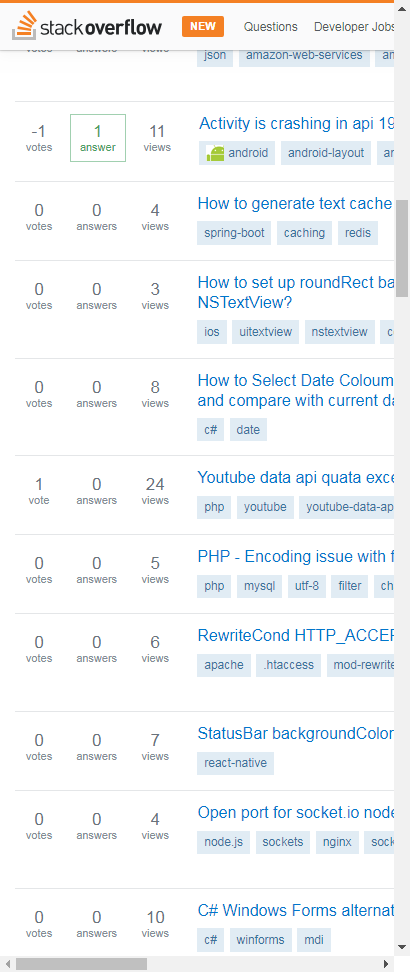 stackoverflow NEW Questions Developer Jobs
votes answers views
json amazon-web-services
-1 1 11 Activity is crashing in api 19
votes answer views android android-layout
0 0 4 How to generate text cache
votes answers views spring-boot caching redis
0 0 3 How to set up roundRect ba
votes answers views NSTextView?
ios uitextview nstextview c
0 0 8 How to Select Date Coloum
votes answers views and compare with current da
c# date
1 0 24 Youtube data api quata exce
vote answers views php youtube youtube-data-ap
0 0 5 PHP - Encoding issue with f
votes answers views php mysql utf-8 filter ch
0 0 6 RewriteCond HTTP_ACCEP
votes answers views apache .htaccess mod-rewrite
0 0 7 StatusBar backgroundColor
votes answers views react-native
0 0 4 Open port for socket.io node
votes answers views node.js sockets nginx sock
0 0 10 C# Windows Forms alternat
votes answers views c# winforms mdi